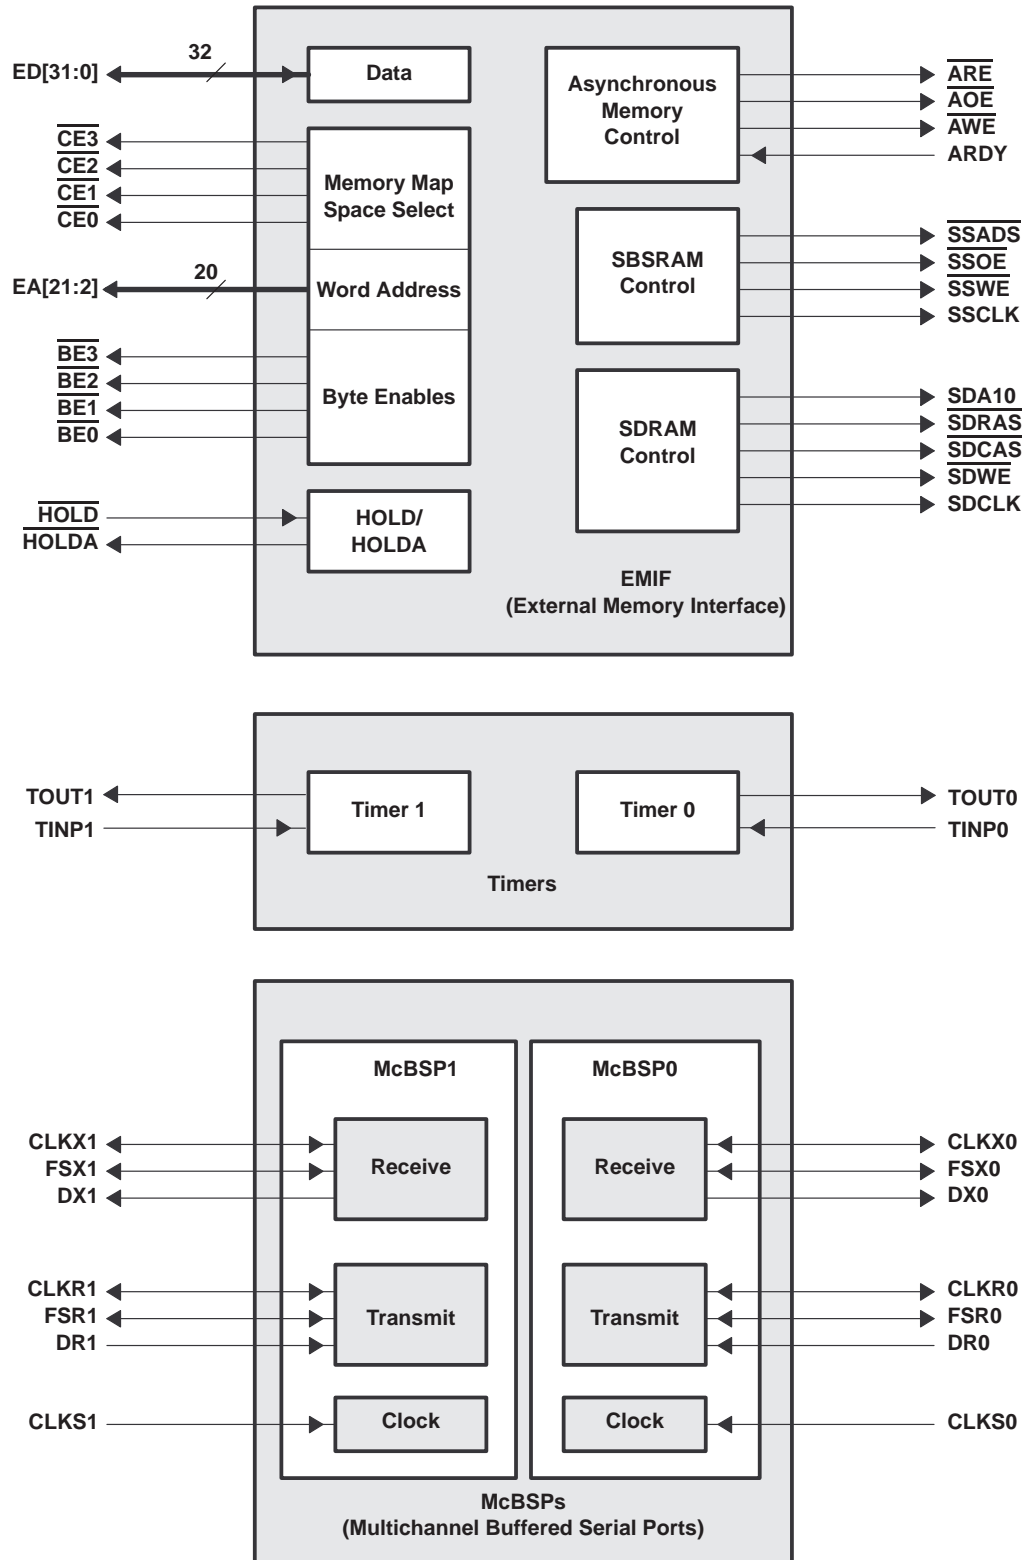 32
ED[31:0]
Data
CE3
CE2
CE1
CE0
Memory Map
Space Select
20
EA[21:2]
Word Address
BE3
BE2
BE1
BE0
Byte Enables
HOLD
HOLDA
HOLD/
HOLDA
Asynchronous
Memory
Control
ARE
AOE
AWE
ARDY
SBSRAM
Control
SSADS
SSOE
SSWE
SSCLK
SDRAM
Control
SDA10
SDRAS
SDCAS
SDWE
SDCLK
EMIF
(External Memory Interface)
TOUT1
TINP1
Timer 1
Timer 0
TOUT0
TINP0
Timers
McBSP1
McBSP0
CLKX1
FSX1
DX1
Receive
Receive
CLKX0
FSX0
DX0
CLKR1
FSR1
DR1
Transmit
Transmit
CLKR0
FSR0
DR0
CLKS1
Clock
Clock
CLKS0
McBSPs
(Multichannel Buffered Serial Ports)